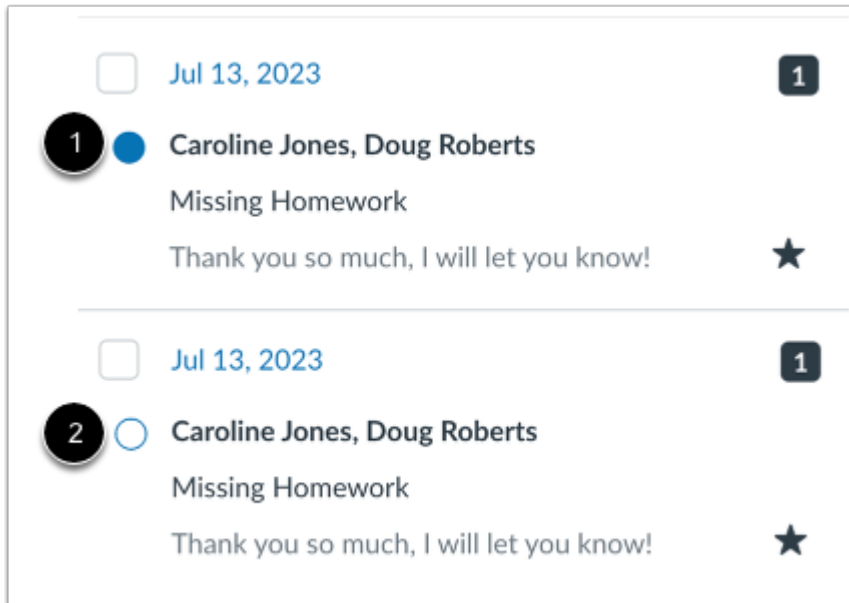 Jul 13, 2023 1
1 Caroline Jones, Doug Roberts
Missing Homework
Thank you so much, I will let you know!
Jul 13, 2023 1
2 Caroline Jones, Doug Roberts
Missing Homework
Thank you so much, I will let you know!